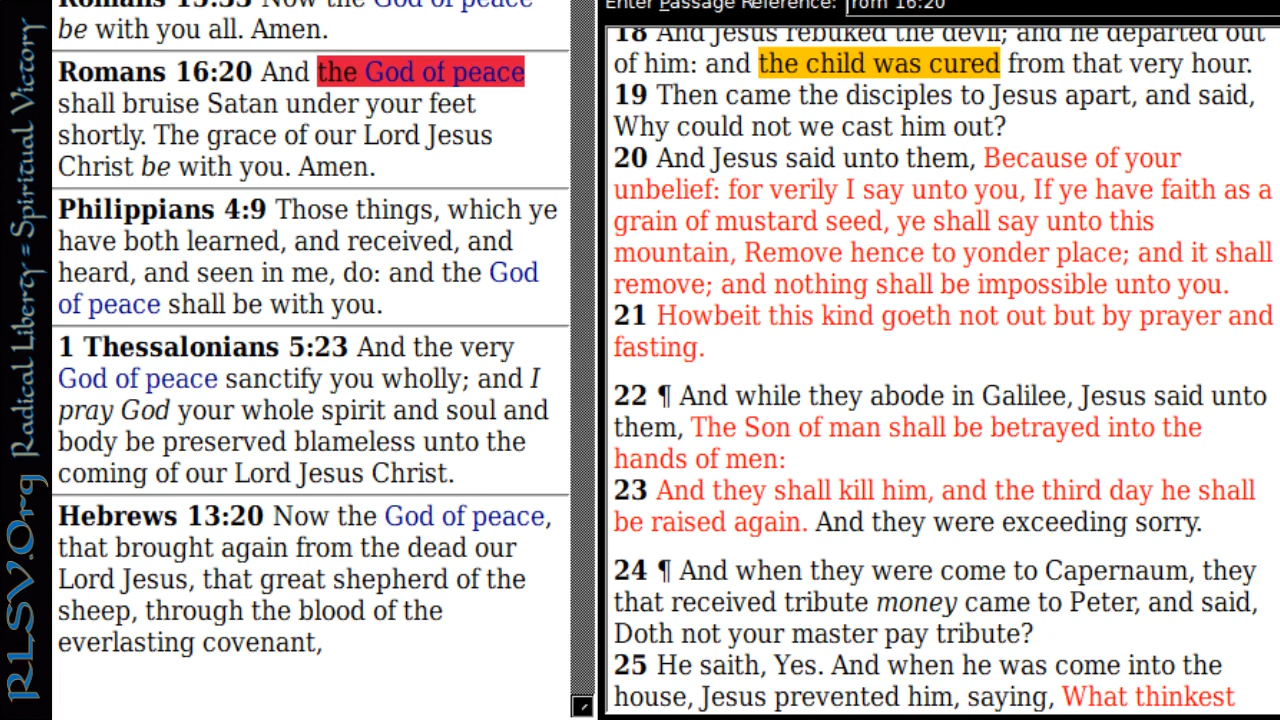 RLSV.Org Radical Liberty = Spiritual Victory
Romans 15:33 Now the God of peace
be with you all. Amen.
Romans 16:20 And the God of peace
shall bruise Satan under your feet
shortly. The grace of our Lord Jesus
Christ be with you. Amen.
Philippians 4:9 Those things, which ye
have both learned, and received, and
heard, and seen in me, do: and the God
of peace shall be with you.
1 Thessalonians 5:23 And the very
God of peace sanctify you wholly; and I
pray God your whole spirit and soul and
body be preserved blameless unto the
coming of our Lord Jesus Christ.
Hebrews 13:20 Now the God of peace,
that brought again from the dead our
Lord Jesus, that great shepherd of the
sheep, through the blood of the
everlasting covenant,
Enter Passage Reference: rom 16:20
18 And Jesus rebuked the devil; and he departed out
of him: and the child was cured from that very hour.
19 Then came the disciples to Jesus apart, and said,
Why could not we cast him out?
20 And Jesus said unto them, Because of your
unbelief: for verily I say unto you, If ye have faith as a
grain of mustard seed, ye shall say unto this
mountain, Remove hence to yonder place; and it shall
remove; and nothing shall be impossible unto you.
21 Howbeit this kind goeth not out but by prayer and
fasting.
22 ¶ And while they abode in Galilee, Jesus said unto
them, The Son of man shall be betrayed into the
hands of men:
23 And they shall kill him, and the third day he shall
be raised again. And they were exceeding sorry.
24 ¶ And when they were come to Capernaum, they
that received tribute money came to Peter, and said,
Doth not your master pay tribute?
25 He saith, Yes. And when he was come into the
house, Jesus prevented him, saying, What thinkest